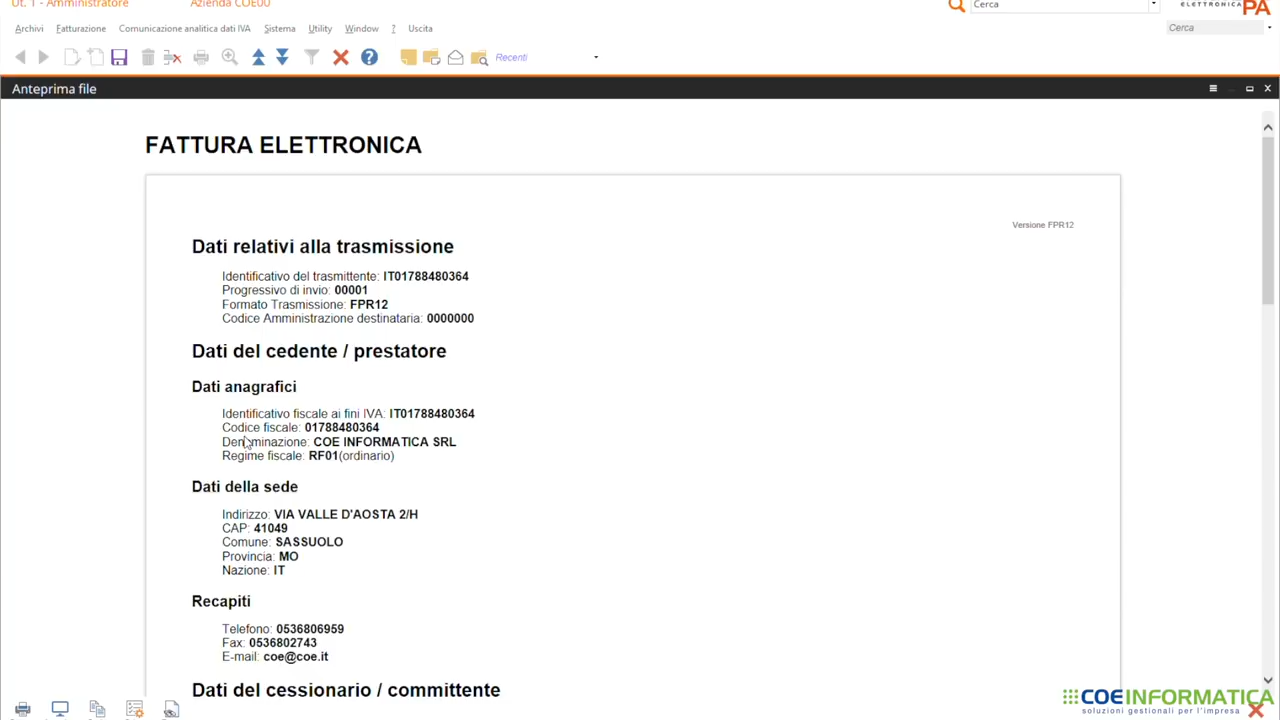 Ut. 1 - Amministratore
Azienda COE00
Cerca
ELETTRONICA PA
Archivi Fatturazione Comunicazione analitica dati IVA Sistema Utility Window ? Uscita
Cerca
Recenti
Anteprima file
FATTURA ELETTRONICA
Versione FPR12
Dati relativi alla trasmissione
Identificativo del trasmittente: IT01788480364
Progressivo di invio: 00001
Formato Trasmissione: FPR12
Codice Amministrazione destinataria: 0000000
Dati del cedente / prestatore
Dati anagrafici
Identificativo fiscale ai fini IVA: IT01788480364
Codice fiscale: 01788480364
Denominazione: COE INFORMATICA SRL
Regime fiscale: RF01(ordinario)
Dati della sede
Indirizzo: VIA VALLE D'AOSTA 2/H
CAP: 41049
Comune: SASSUOLO
Provincia: MO
Nazione: IT
Recapiti
Telefono: 0536806959
Fax: 0536802743
E-mail: coe@coe.it
Dati del cessionario / committente
COEINFORMATICA
soluzioni gestionali per l'impresa